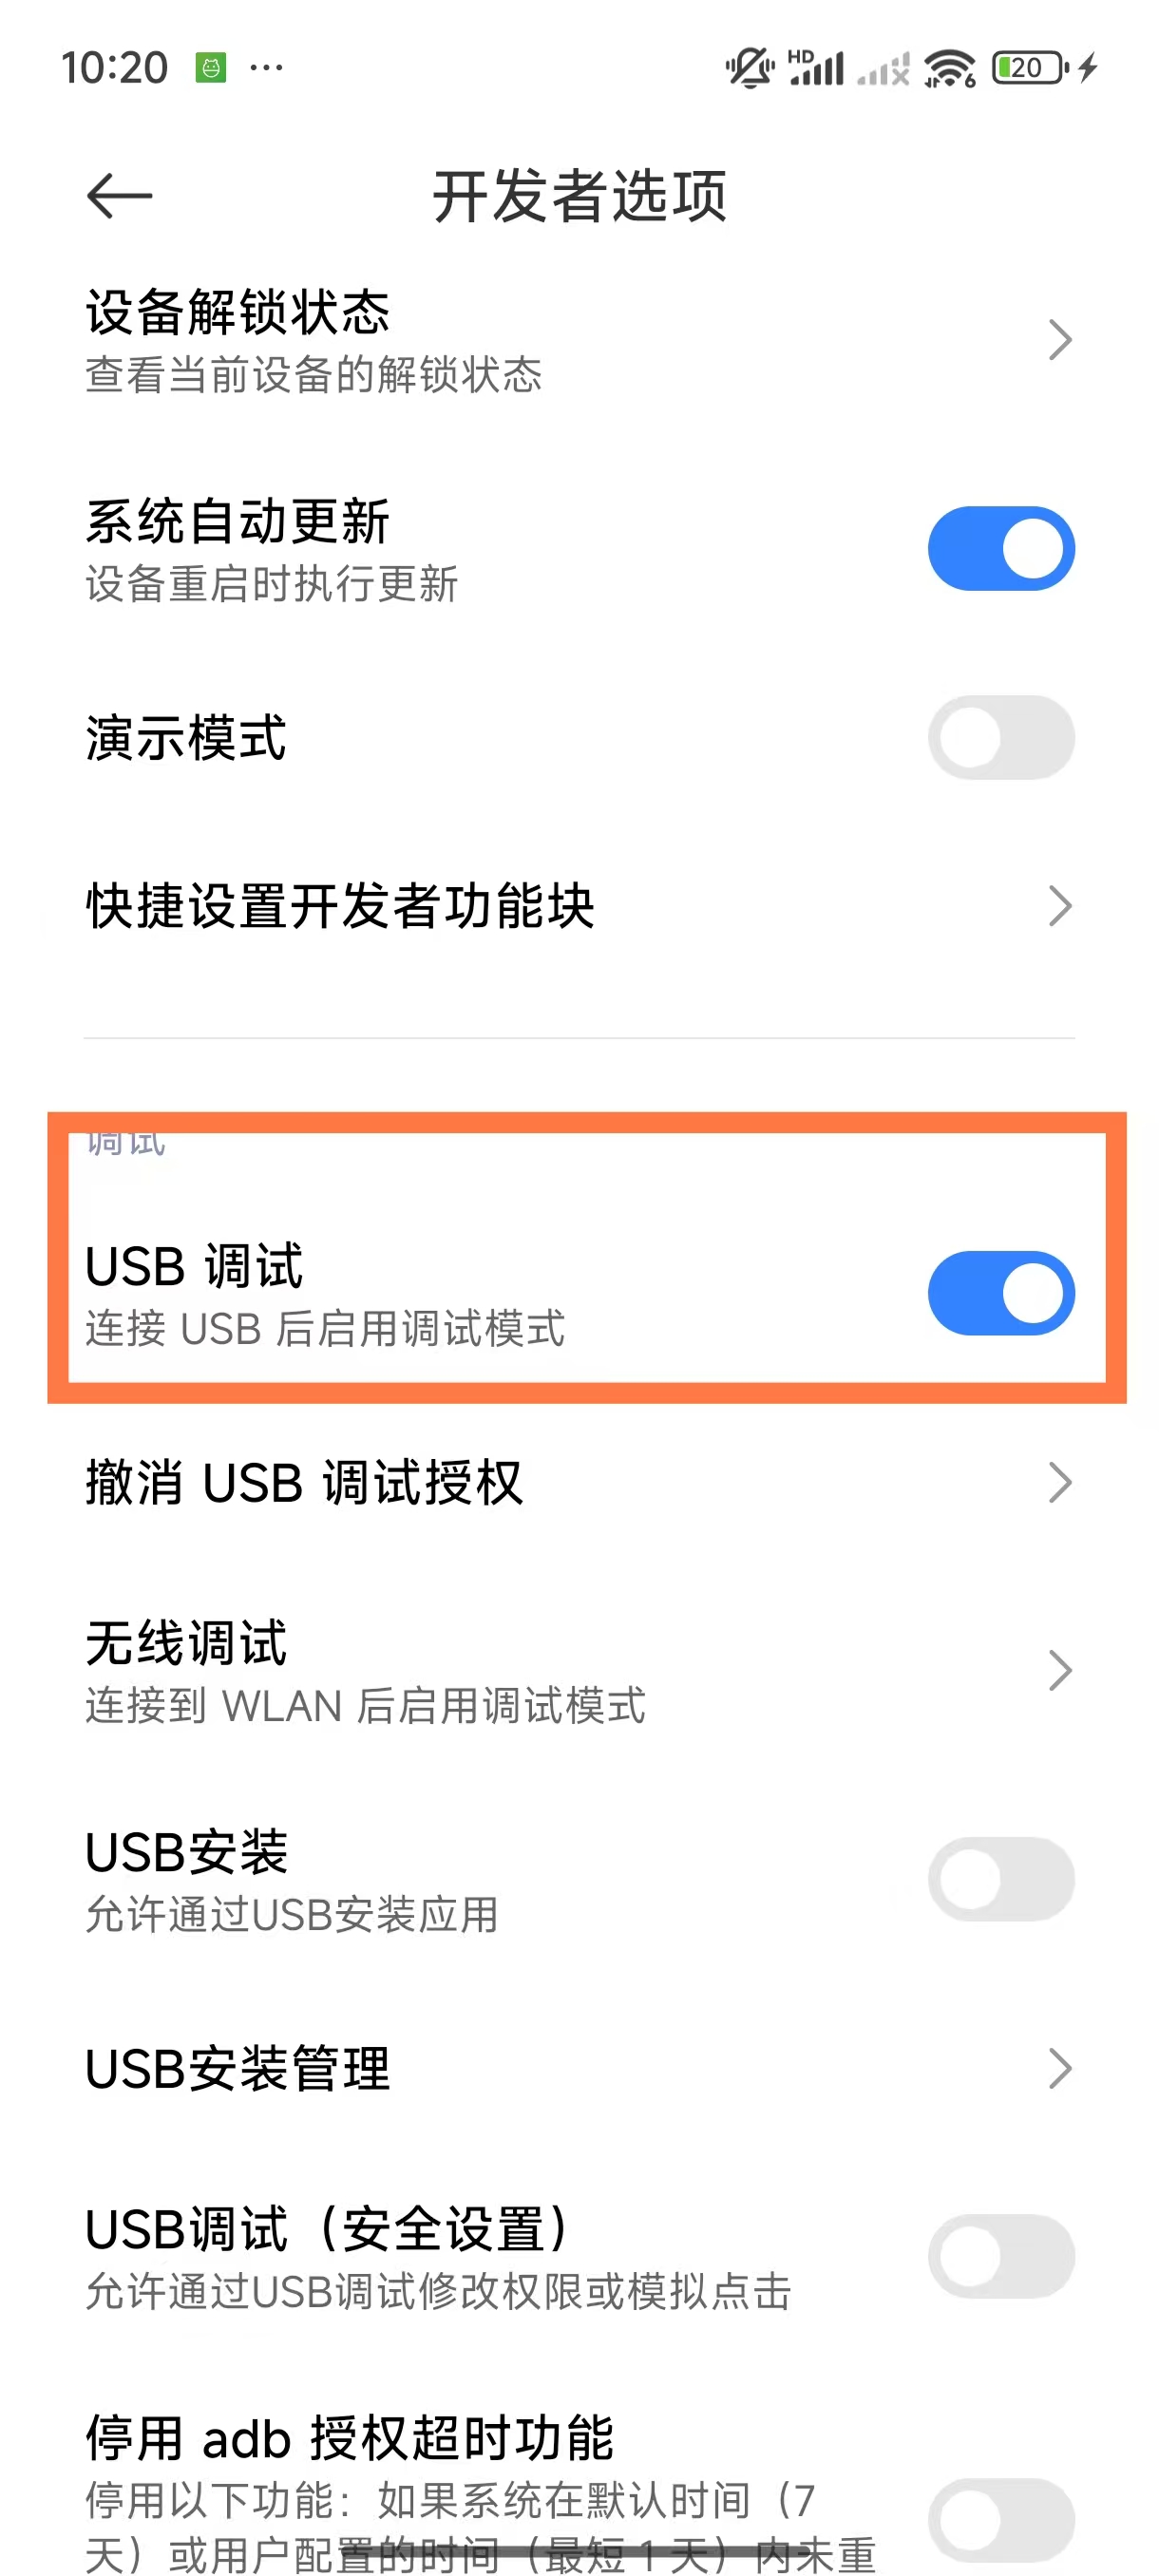 10:20 ... HD 6 20
开发者选项
设备解锁状态
查看当前设备的解锁状态
系统自动更新
设备重启时执行更新
演示模式
快捷设置开发者功能块
调试
USB 调试
连接 USB 后启用调试模式
撤消 USB 调试授权
无线调试
连接到 WLAN 后启用调试模式
USB安装
允许通过USB安装应用
USB安装管理
USB调试（安全设置）
允许通过USB调试修改权限或模拟点击
停用 adb 授权超时功能
停用以下功能：如果系统在默认时间（7
天）或用户配置的时间（最短 1 天）内未重